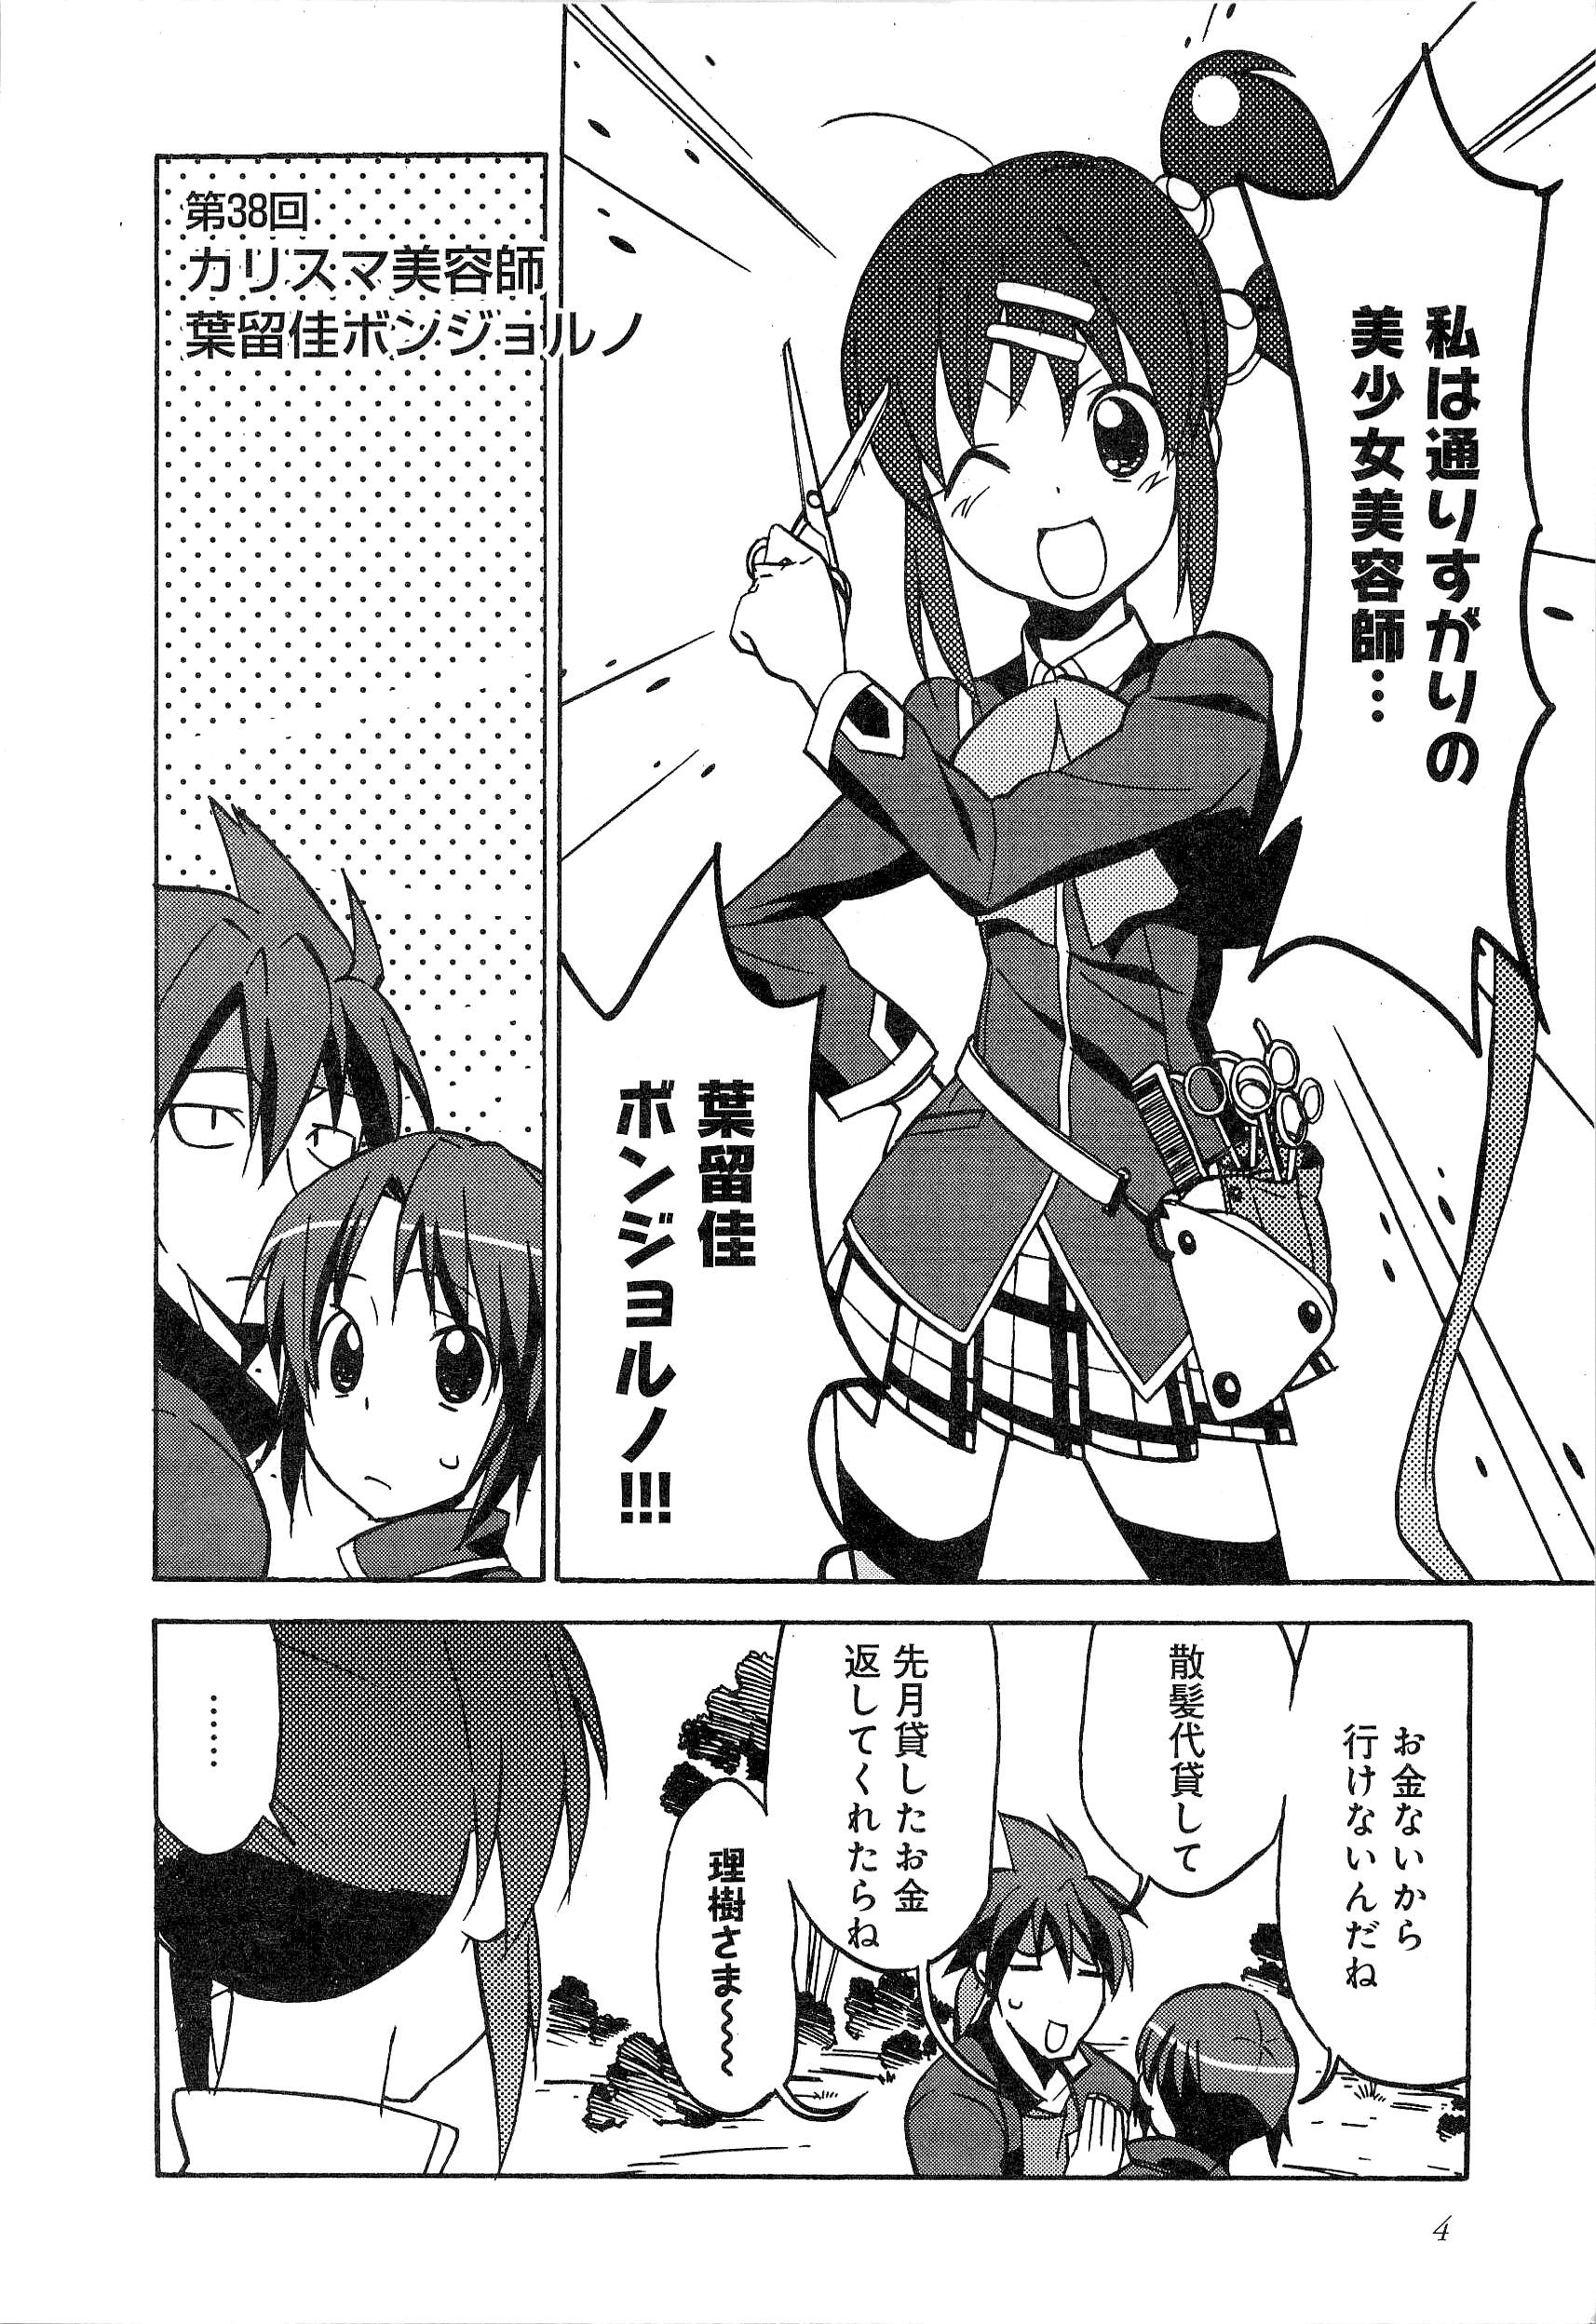 私は通りすがりの
美少女美容師…
葉留佳
ボンジョルノ!!!
第38回
カリスマ美容師
葉留佳ボンジョルノ
お金ないから
行けないんだね
散髪代貸して
先月貸したお金
返してくれたらね
理樹さま〜〜
……
4